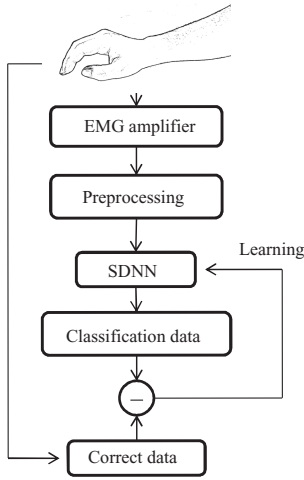 EMG amplifier
Preprocessing
Learning
SDNN
Classification data
–
Correct data